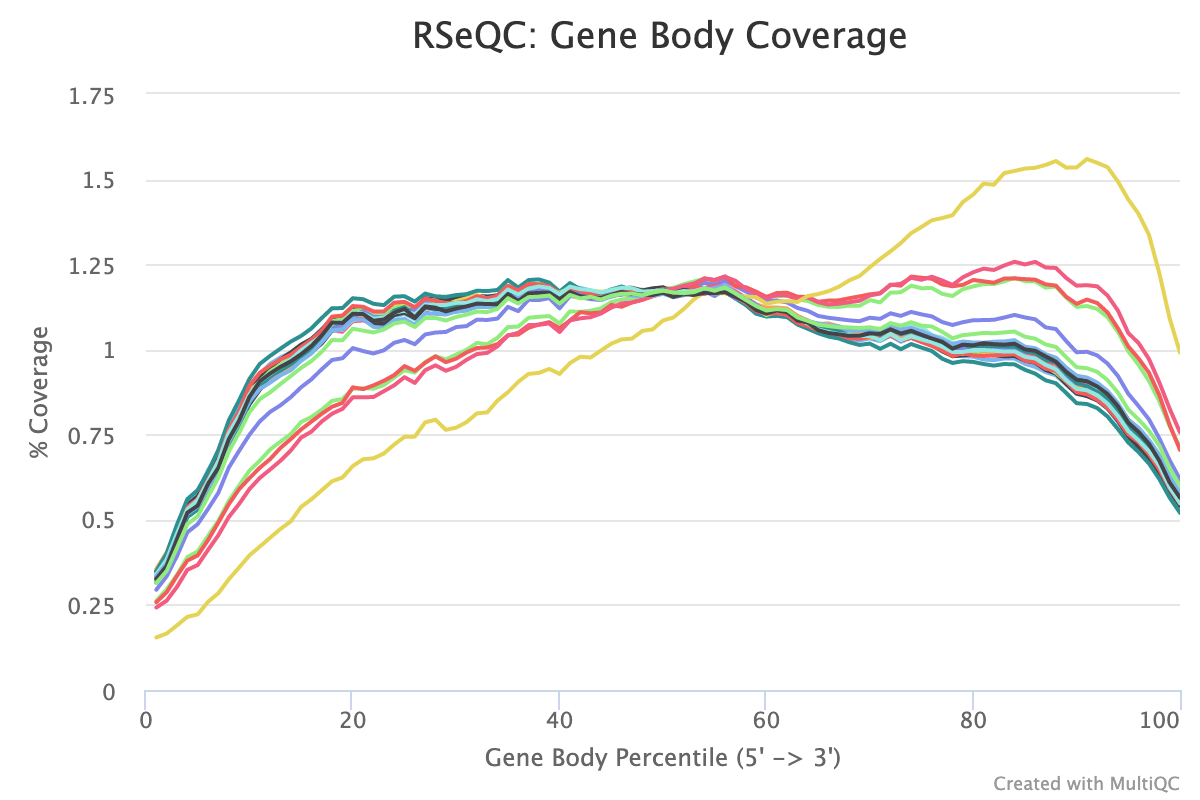 RSeQC: Gene Body Coverage
1.75
1.5
1.25
1
0.75
0.5
0.25
0
% Coverage
0 20 40 60 80 100
Gene Body Percentile (5' -> 3')
Created with MultiQC